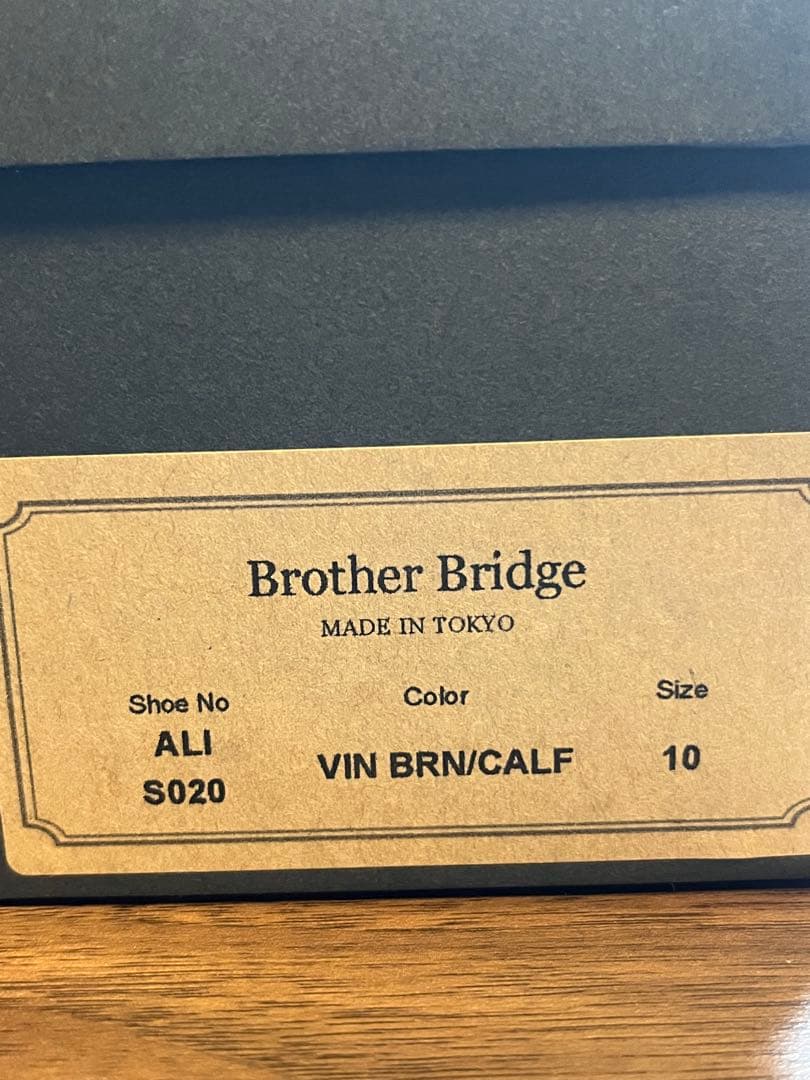 Brother Bridge
MADE IN TOKYO
Shoe No Color Size
ALI
VIN BRN/CALF 10
S020